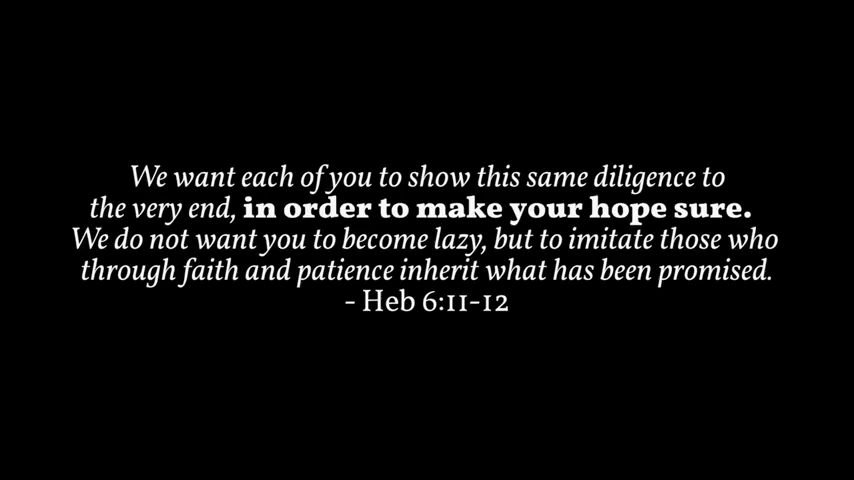 We want each of you to show this same diligence to
the very end, in order to make your hope sure.
We do not want you to become lazy, but to imitate those who
through faith and patience inherit what has been promised.
- Heb 6:11-12